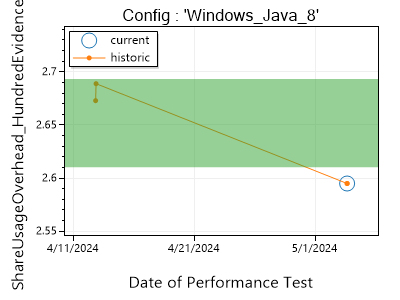 Config : 'Windows_Java_8'
ShareUsageOverhead_HundredEvidence
current
historic
2.7
2.65
2.6
2.55
4/11/2024
4/21/2024
5/1/2024
Date of Performance Test